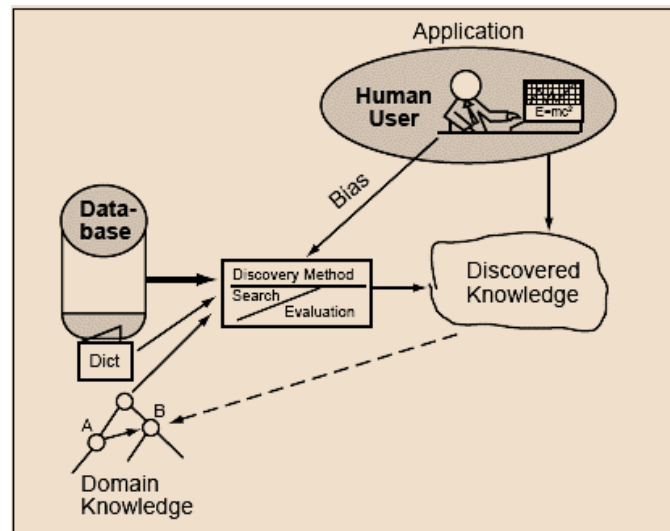 Application
Human
User
E=mc²
Bias
Data-
base
Discovery Method
Search
Evaluation
Discovered
Knowledge
Dict
A
B
Domain
Knowledge